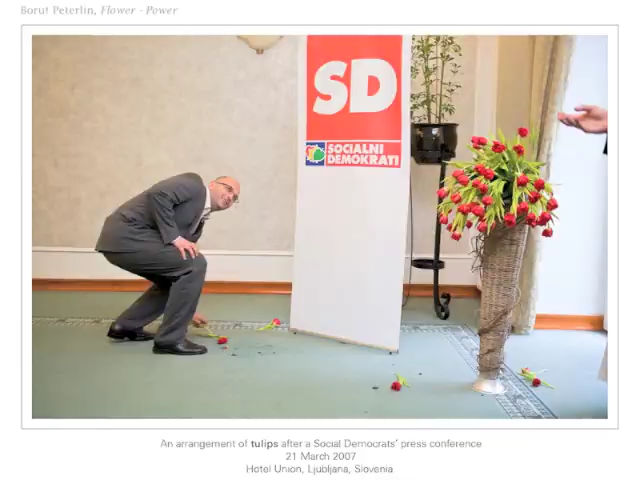 Borut Peterlin, Flower - Power
SD
SOCIALNI
DEMOKRATI
An arrangement of tulips after a Social Democrats' press conference
21 March 2007
Hotel Union, Ljubljana, Slovenia